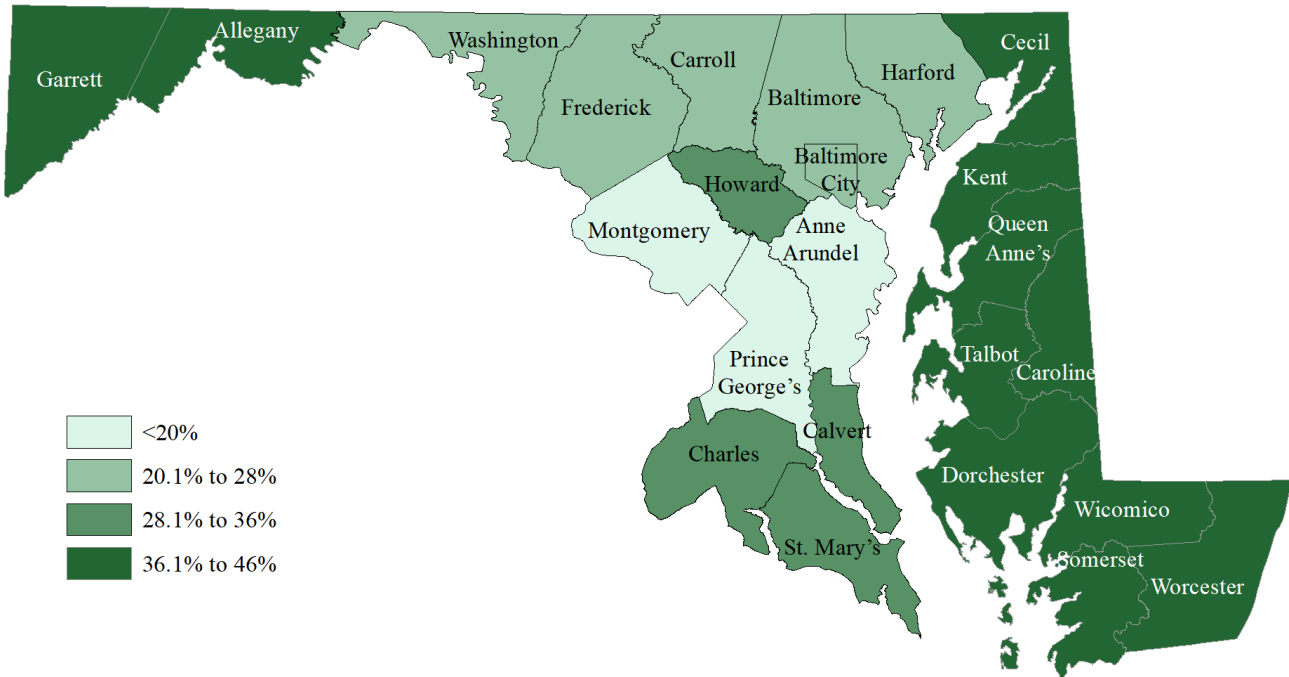 Garrett
Allegany
Washington
Frederick
Carroll
Baltimore
Baltimore
City
Harford
Cecil
Howard
Montgomery
Anne
Arundel
Prince
George’s
Calvert
Charles
St. Mary’s
Kent
Queen
Anne’s
Talbot
Caroline
Dorchester
Wicomico
Somerset
Worcester
<20%
20.1% to 28%
28.1% to 36%
36.1% to 46%